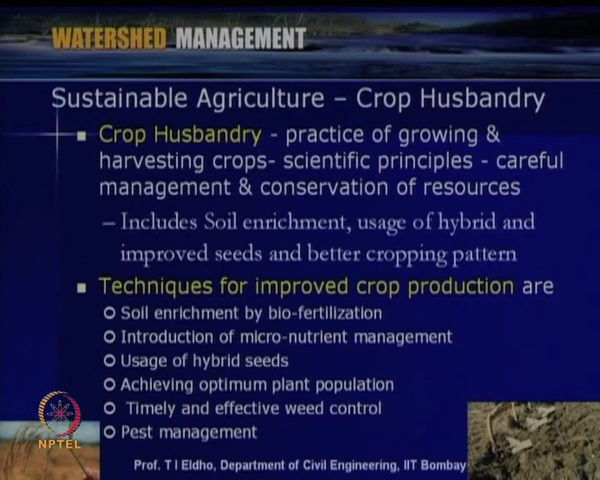 WATERSHED MANAGEMENT
Sustainable Agriculture – Crop Husbandry
Crop Husbandry - practice of growing &
harvesting crops- scientific principles - careful
management & conservation of resources
– Includes Soil enrichment, usage of hybrid and
improved seeds and better cropping pattern
Techniques for improved crop production are
Soil enrichment by bio-fertilization
Introduction of micro-nutrient management
Usage of hybrid seeds
Achieving optimum plant population
Timely and effective weed control
Pest management
NPTEL
Prof. T I Eldho, Department of Civil Engineering, IIT Bombay